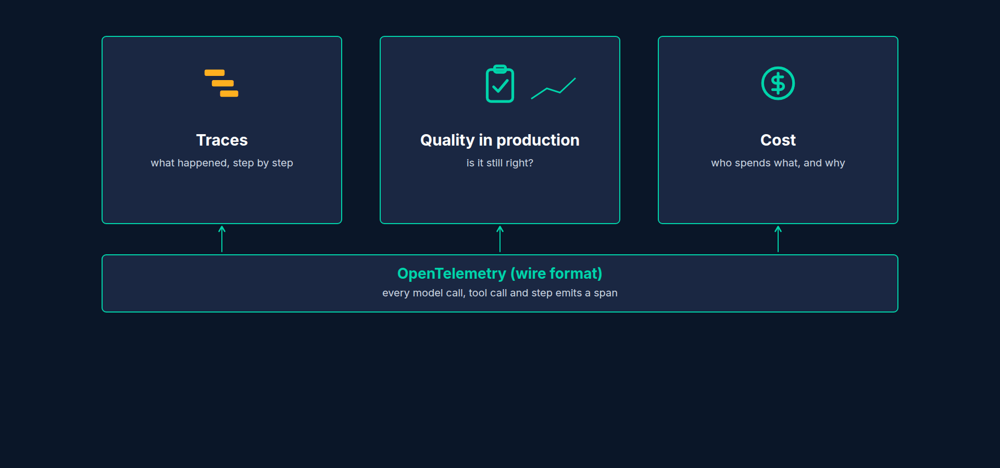 Traces
what happened, step by step
Quality in production
is it still right?
Cost
who spends what, and why
OpenTelemetry (wire format)
every model call, tool call and step emits a span